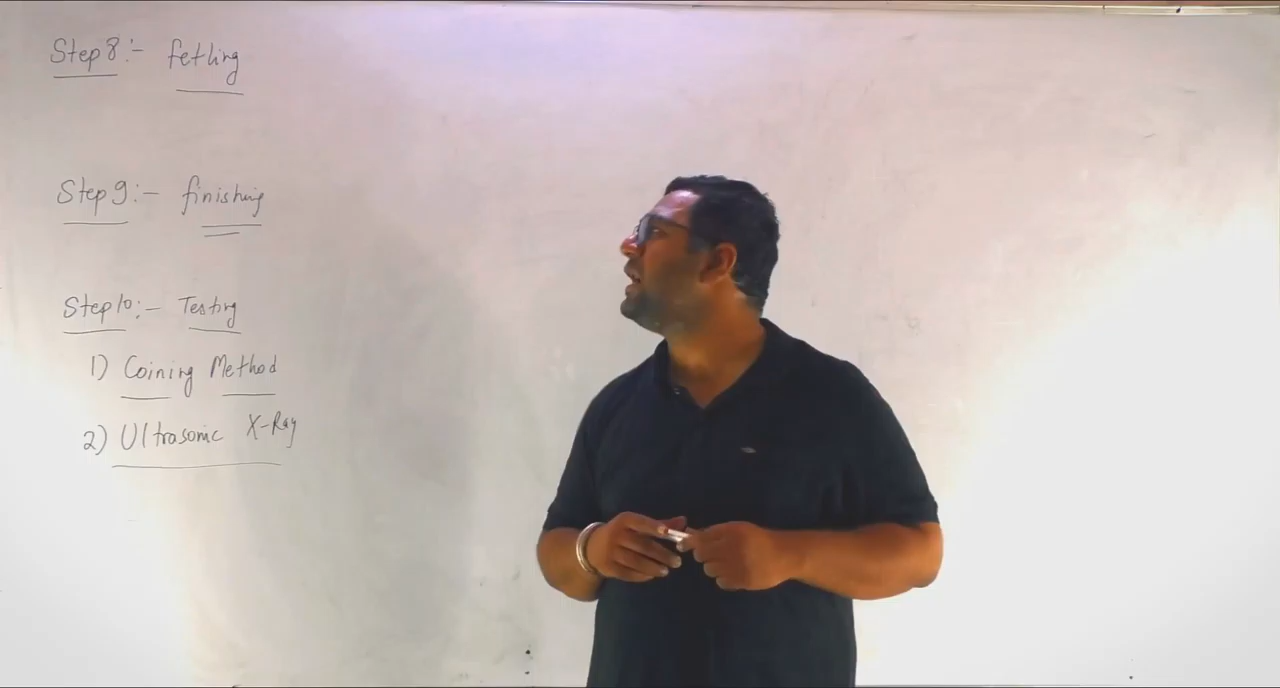 Step 8:- fetling
Step 9:- finishing
Step 10:- Testing
1) Coining Method
2) Ultrasonic X-Ray